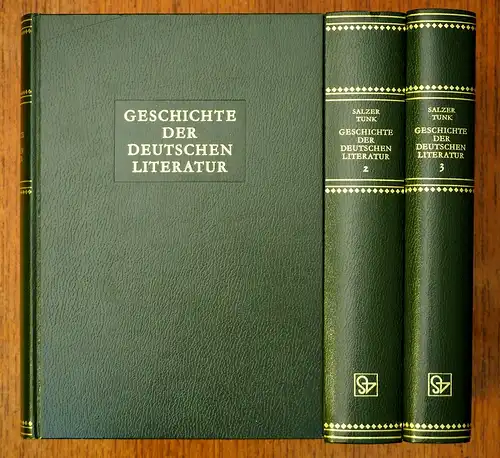 GESCHICHTE
DER
DEUTSCHEN
LITERATUR
SALZER
TUNK
GESCHICHTE
DER
DEUTSCHEN
LITERATUR
2
SALZER
TUNK
GESCHICHTE
DER
DEUTSCHEN
LITERATUR
3